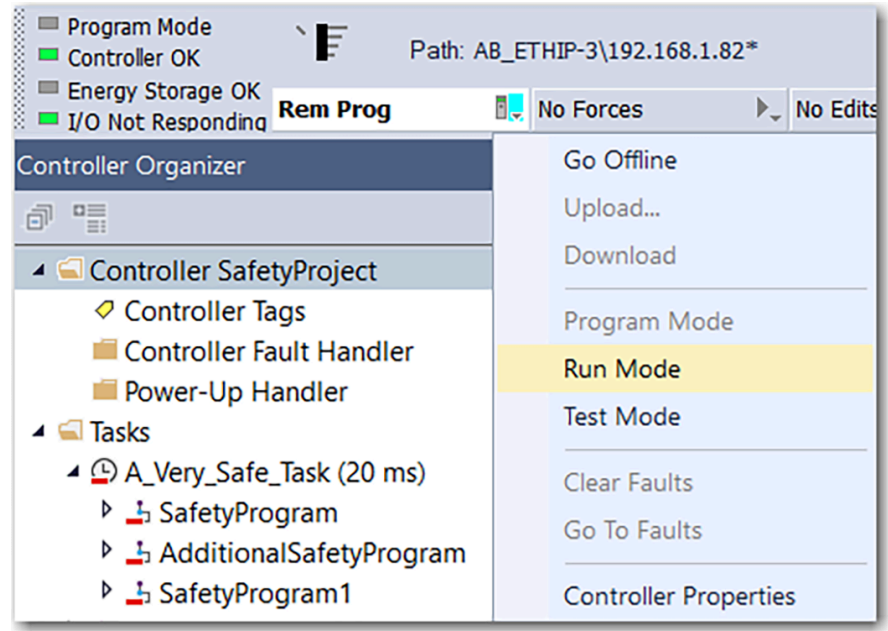 Program Mode
Controller OK
Energy Storage OK
I/O Not Responding
Path: AB_ETHIP-3\192.168.1.82*
Rem Prog
No Forces
No Edits
Controller Organizer
Controller SafetyProject
Controller Tags
Controller Fault Handler
Power-Up Handler
Tasks
A_Very_Safe_Task (20 ms)
SafetyProgram
AdditionalSafetyProgram
SafetyProgram1
Go Offline
Upload...
Download
Program Mode
Run Mode
Test Mode
Clear Faults
Go To Faults
Controller Properties